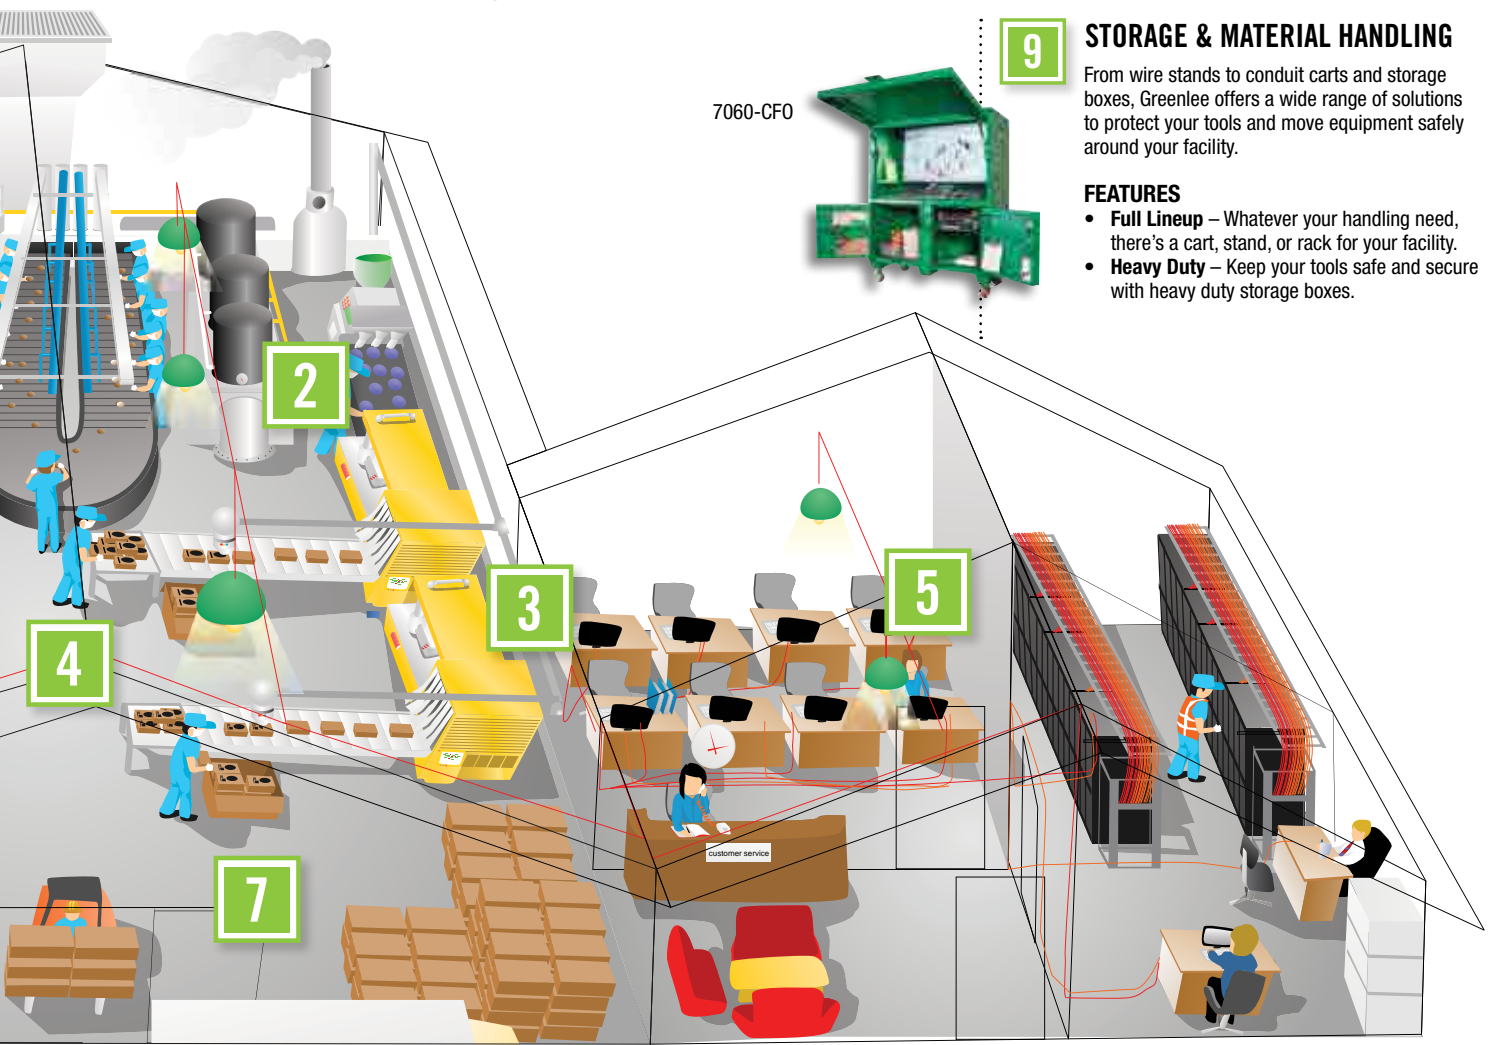 9
STORAGE & MATERIAL HANDLING
From wire stands to conduit carts and storage
boxes, Greenlee offers a wide range of solutions
to protect your tools and move equipment safely
around your facility.
FEATURES
• Full Lineup – Whatever your handling need,
there's a cart, stand, or rack for your facility.
• Heavy Duty – Keep your tools safe and secure
with heavy duty storage boxes.
7060-CFO
2
3
5
4
customer service
7